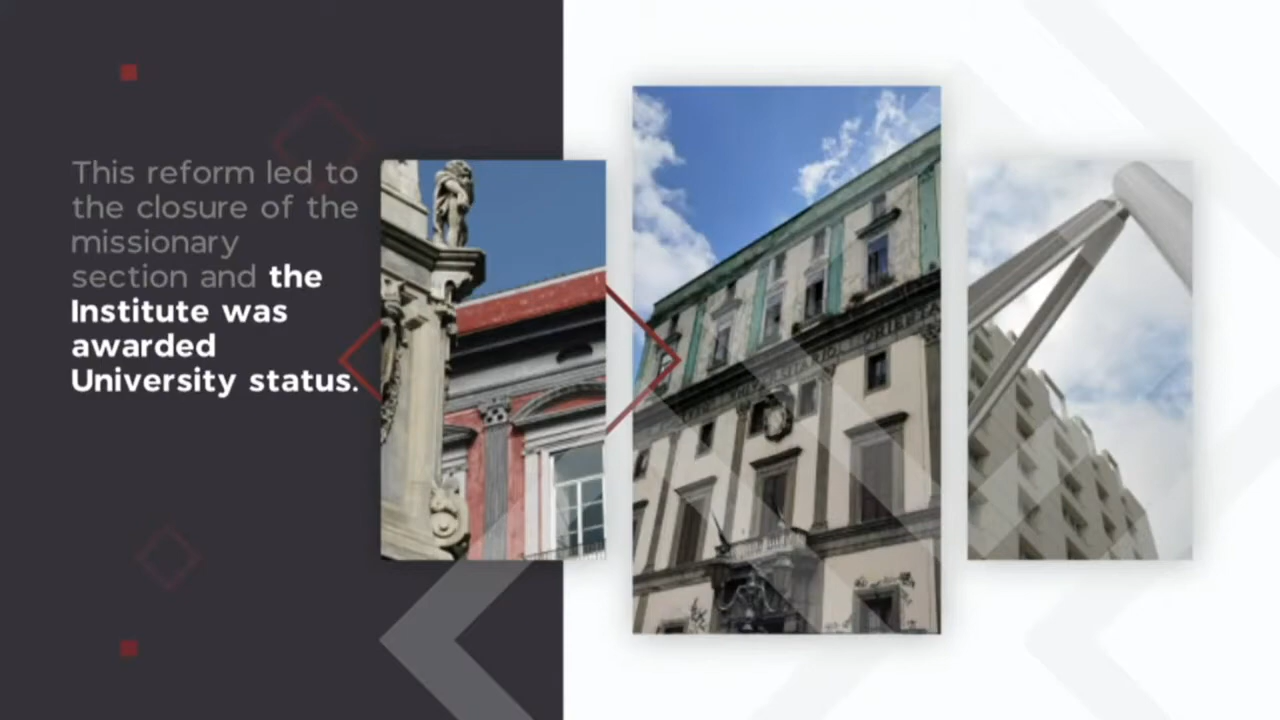 This reform led to
the closure of the
missionary
section and the
Institute was
awarded
University status.